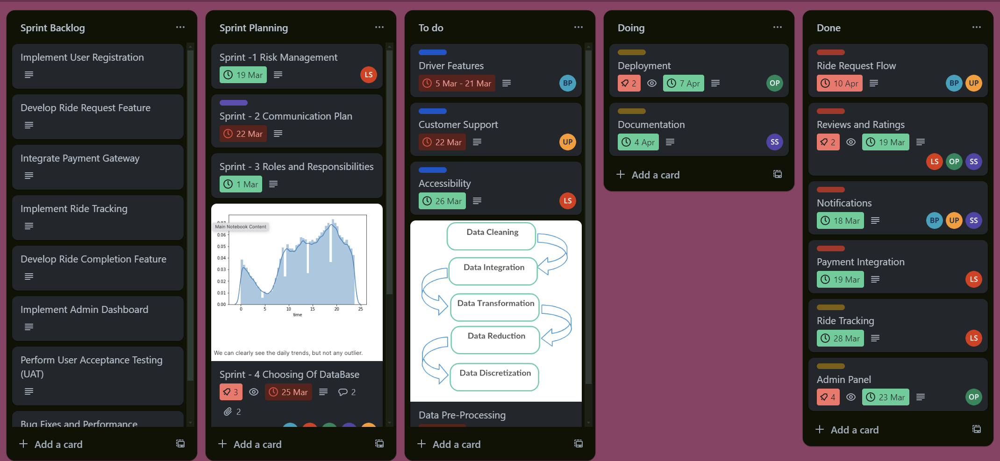 Sprint Backlog
Implement User Registration
Develop Ride Request Feature
Integrate Payment Gateway
Implement Ride Tracking
Develop Ride Completion Feature
Implement Admin Dashboard
Perform User Acceptance Testing
(UAT)
Bug Fixes and Performance
Add a card
Sprint Planning
Sprint -1 Risk Management
19 Mar
LS
Sprint - 2 Communication Plan
22 Mar
Sprint - 3 Roles and Responsibilities
1 Mar
0.07
Main Notebook Content
0.06
0.05
0.04
0.03
0.02
0.01
0.00
0 5 10 15 20 25
time
We can clearly see the daily trends, but not any outlier.
Sprint - 4 Choosing Of DataBase
3 25 Mar 2
2
Add a card
To do
Driver Features
5 Mar - 21 Mar
BP
Customer Support
22 Mar
UP
Accessibility
26 Mar
LS
Data Cleaning
Data Integration
Data Transformation
Data Reduction
Data Discretization
Data Pre-Processing
Add a card
Doing
Deployment
2 7 Apr
OP
Documentation
4 Apr
SS
Add a card
Done
Ride Request Flow
10 Apr
BP UP
Reviews and Ratings
2 19 Mar
LS OP SS
Notifications
18 Mar
BP UP SS
Payment Integration
19 Mar
LS
Ride Tracking
28 Mar
LS
Admin Panel
4 23 Mar
OP
Add a card